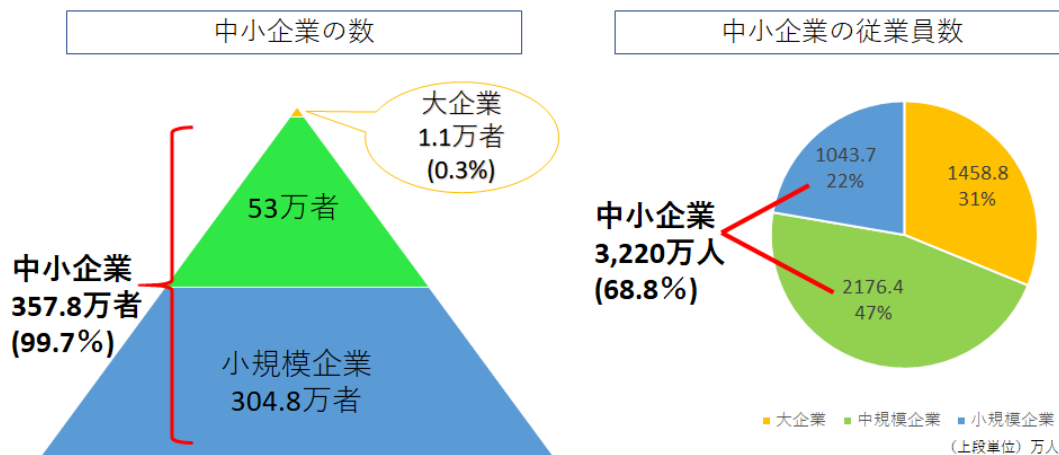 中小企業の数
大企業
1.1万者
(0.3%)
53万者
中小企業
357.8万者
(99.7%)
小規模企業
304.8万者
中小企業の従業員数
1043.7
22%
1458.8
31%
中小企業
3,220万人
(68.8%)
2176.4
47%
大企業 中規模企業 小規模企業
（上段単位）万人